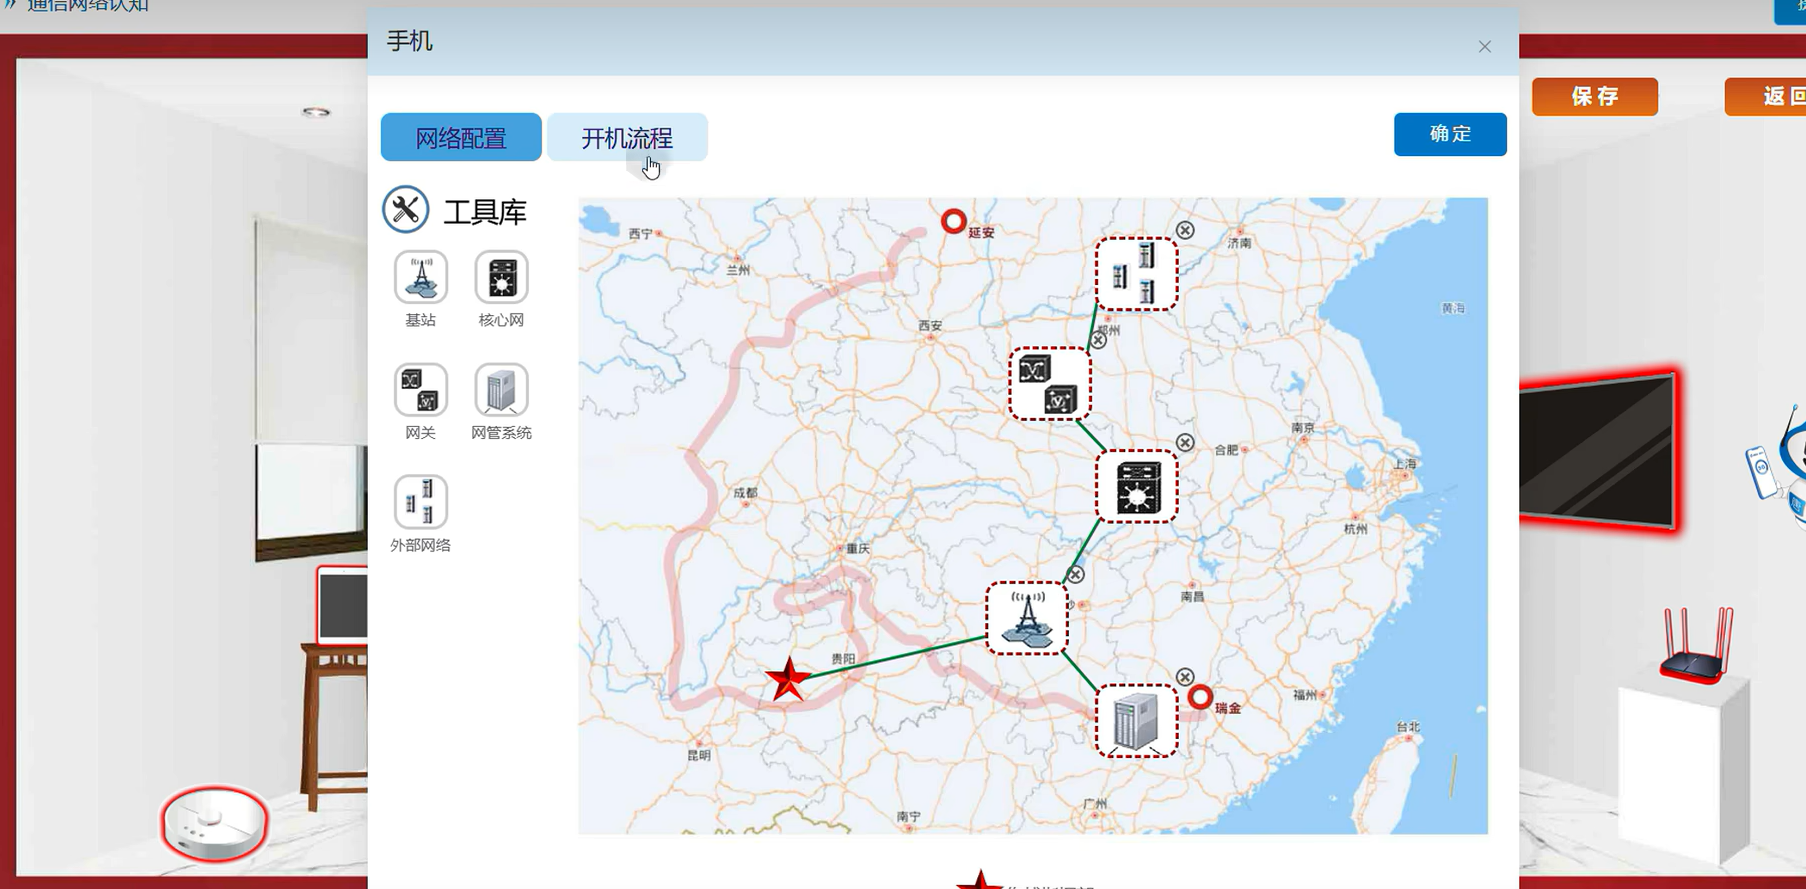 通信网络认知
手机
×
保存
返回
网络配置
开机流程
确定
工具库
基站
核心网
网关
网管系统
外部网络
西宁
兰州
延安
济南
黄海
西安
郑州
南京
合肥
上海
成都
杭州
重庆
南昌
贵阳
瑞金
福州
昆明
台北
广州
南宁